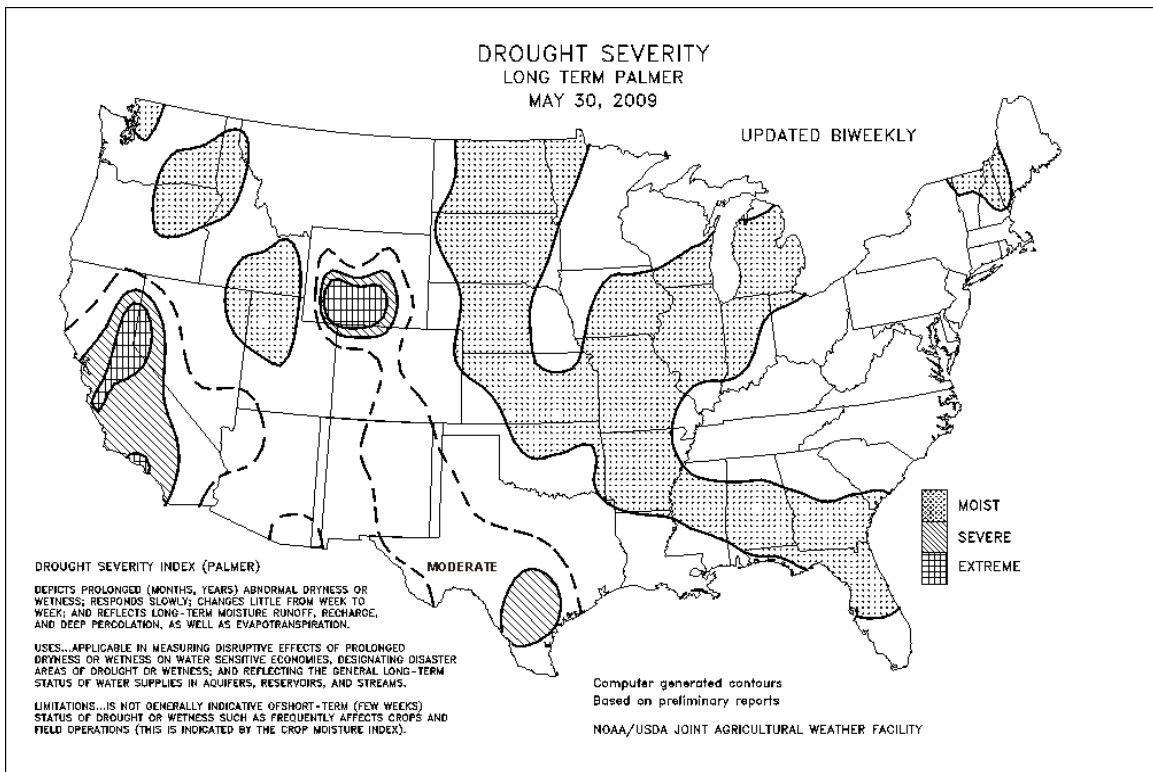 DROUGHT SEVERITY
LONG TERM PALMER
MAY 30, 2009
UPDATED BIWEEKLY
MOIST
SEVERE
EXTREME
MODERATE
DROUGHT SEVERITY INDEX (PALMER)
DEPICTS PROLONGED (MONTHS, YEARS) ABNORMAL DRYNESS OR
WETNESS; RESPONDS SLOWLY; CHANGES LITTLE FROM WEEK TO
WEEK; AND REFLECTS LONG-TERM MOISTURE RUNOFF, RECHARGE,
AND DEEP PERCOLATION, AS WELL AS EVAPOTRANSPIRATION.
USES...APPLICABLE IN MEASURING DISRUPTIVE EFFECTS OF PROLONGED
DRYNESS OR WETNESS ON WATER SENSITIVE ECONOMIES, DESIGNATING DISASTER
AREAS OF DROUGHT OR WETNESS; AND REFLECTING THE GENERAL LONG-TERM
STATUS OF WATER SUPPLIES IN AQUIFERS, RESERVOIRS, AND STREAMS.
LIMITATIONS...IS NOT GENERALLY INDICATIVE OFSHORT-TERM (FEW WEEKS)
STATUS OF DROUGHT OR WETNESS SUCH AS FREQUENTLY AFFECTS CROPS AND
FIELD OPERATIONS (THIS IS INDICATED BY THE CROP MOISTURE INDEX).
Computer generated contours
Based on preliminary reports
NOAA/USDA JOINT AGRICULTURAL WEATHER FACILITY